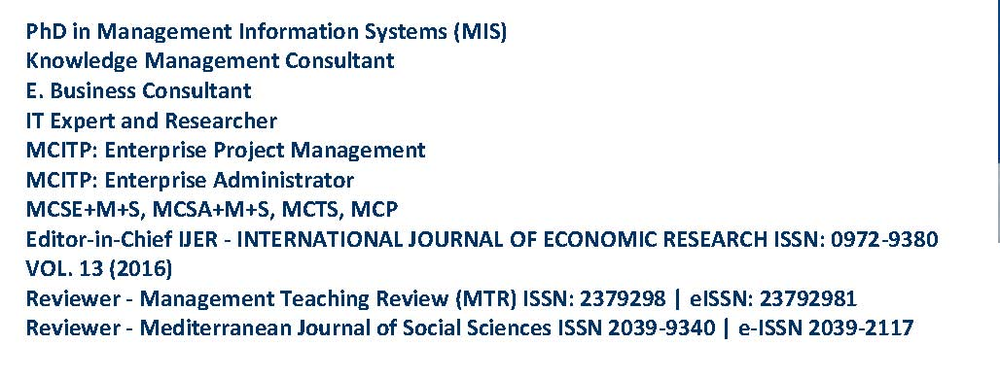 PhD in Management Information Systems (MIS)
Knowledge Management Consultant
E. Business Consultant
IT Expert and Researcher
MCITP: Enterprise Project Management
MCITP: Enterprise Administrator
MCSE+M+S, MCSA+M+S, MCTS, MCP
Editor-in-Chief IJER - INTERNATIONAL JOURNAL OF ECONOMIC RESEARCH ISSN: 0972-9380
VOL. 13 (2016)
Reviewer - Management Teaching Review (MTR) ISSN: 2379298 | eISSN: 23792981
Reviewer - Mediterranean Journal of Social Sciences ISSN 2039-9340 | e-ISSN 2039-2117